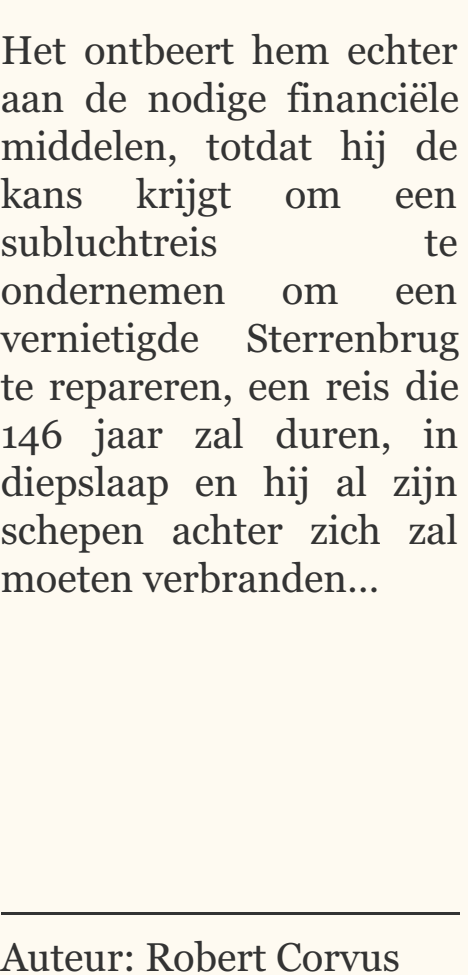 Het ontbeert hem echter
aan de nodige financiële
middelen, totdat hij de
kans krijgt om een
subluchtreis te
ondernemen om een
vernietigde Sterrenbrug
te repareren, een reis die
146 jaar zal duren, in
diepslaap en hij al zijn
schepen achter zich zal
moeten verbranden...
Auteur: Robert Corvus